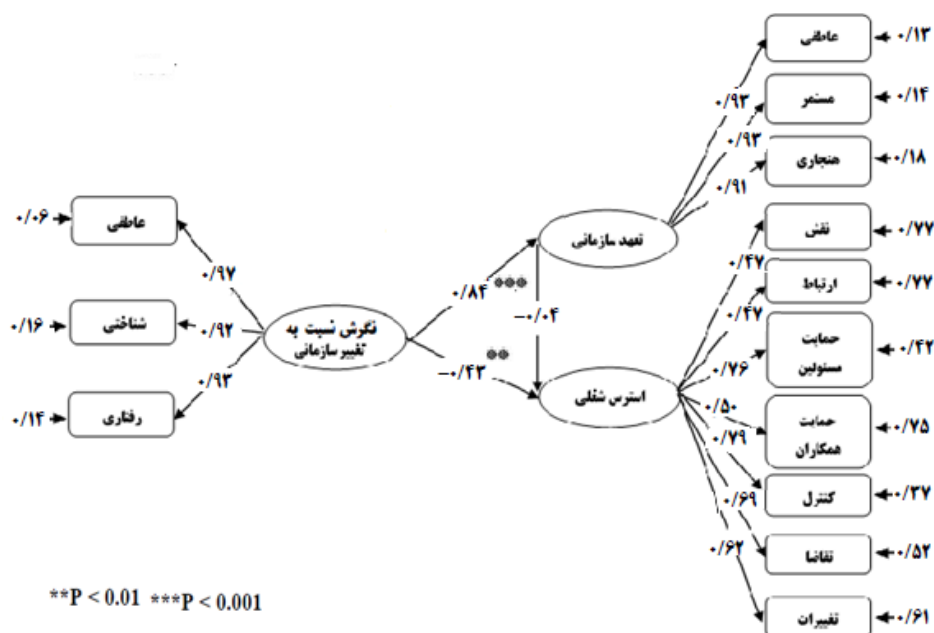 عاطفی
۰/۱۳
مستمر
۰/۱۴
هنجاری
۰/۱۸
نقش
۰/۷۷
ارتباط
۰/۷۷
حمایت
مسئولین
۰/۴۲
حمایت
همکاران
۰/۷۵
کنترل
۰/۳۷
تقاضا
۰/۵۲
تغییرات
۰/۶۱
۰/۹۳
۰/۹۳
۰/۹۱
۰/۴۷
۰/۴۷
۰/۷۶
۰/۵۰
۰/۷۹
۰/۶۹
۰/۶۲
تعهد سازمانی
استرس شغلی
۰/۸۴ ***
-۰/۰۴
-۰/۴۳ **
نگرش نسبت به
تغییر سازمانی
۰/۹۷
۰/۹۲
۰/۹۳
عاطفی
۰/۰۶
شناختی
۰/۱۶
رفتاری
۰/۱۴
**P < 0.01 ***P < 0.001